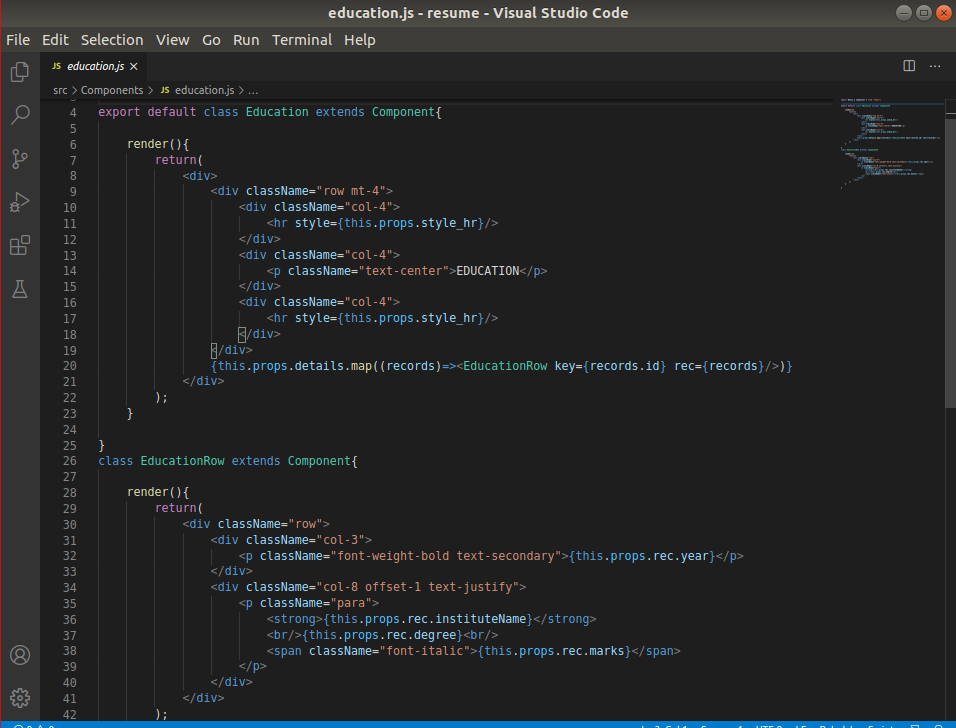 education.js - resume - Visual Studio Code
File Edit Selection View Go Run Terminal Help
JS education.js ×
src > Components > JS education.js > ...
4 export default class Education extends Component{
5
6 render(){
7 return(
8 <div>
9 <div className="row mt-4">
10 <div className="col-4">
11 <hr style={this.props.style_hr}/>
12 </div>
13 <div className="col-4">
14 <p className="text-center">EDUCATION</p>
15 </div>
16 <div className="col-4">
17 <hr style={this.props.style_hr}/>
18 </div>
19 </div>
20 {this.props.details.map((records)=><EducationRow key={records.id} rec={records}/>)}
21 </div>
22 );
23 }
24
25 }
26 class EducationRow extends Component{
27
28 render(){
29 return(
30 <div className="row">
31 <div className="col-3">
32 <p className="font-weight-bold text-secondary">{this.props.rec.year}</p>
33 </div>
34 <div className="col-8 offset-1 text-justify">
35 <p className="para">
36 <strong>{this.props.rec.instituteName}</strong>
37 <br/>{this.props.rec.degree}<br/>
38 <span className="font-italic">{this.props.rec.marks}</span>
39 </p>
40 </div>
41 </div>
42 );